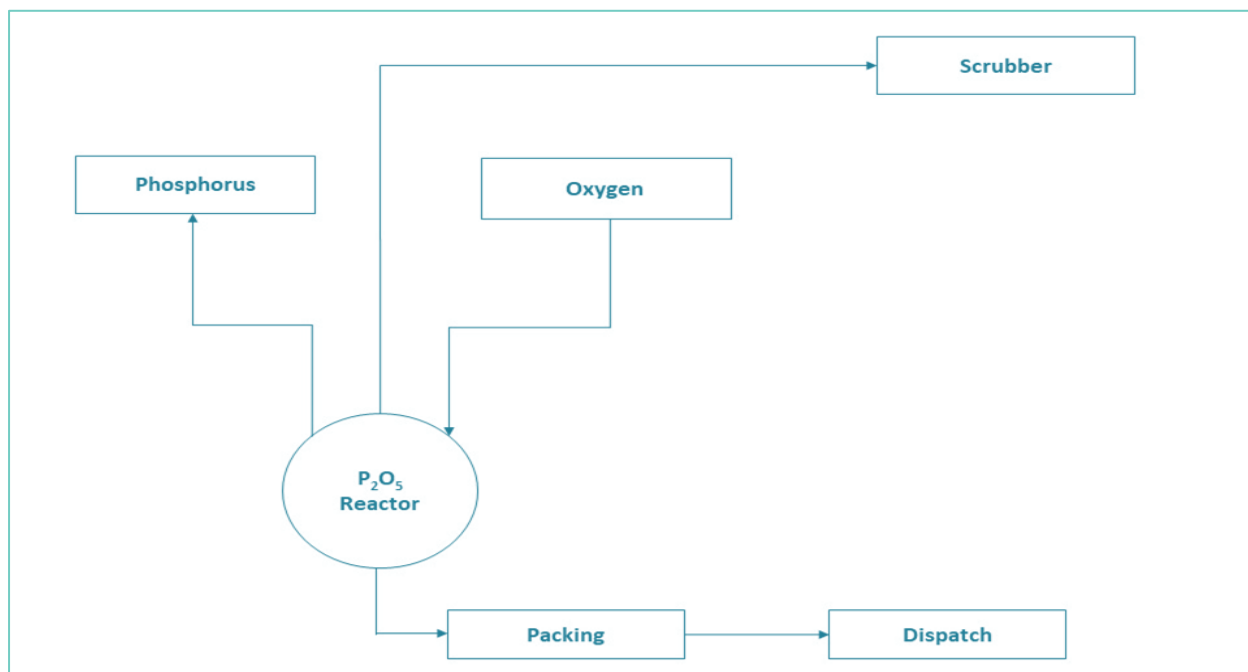 Scrubber
Phosphorus
Oxygen
P₂O₅
Reactor
Packing
Dispatch